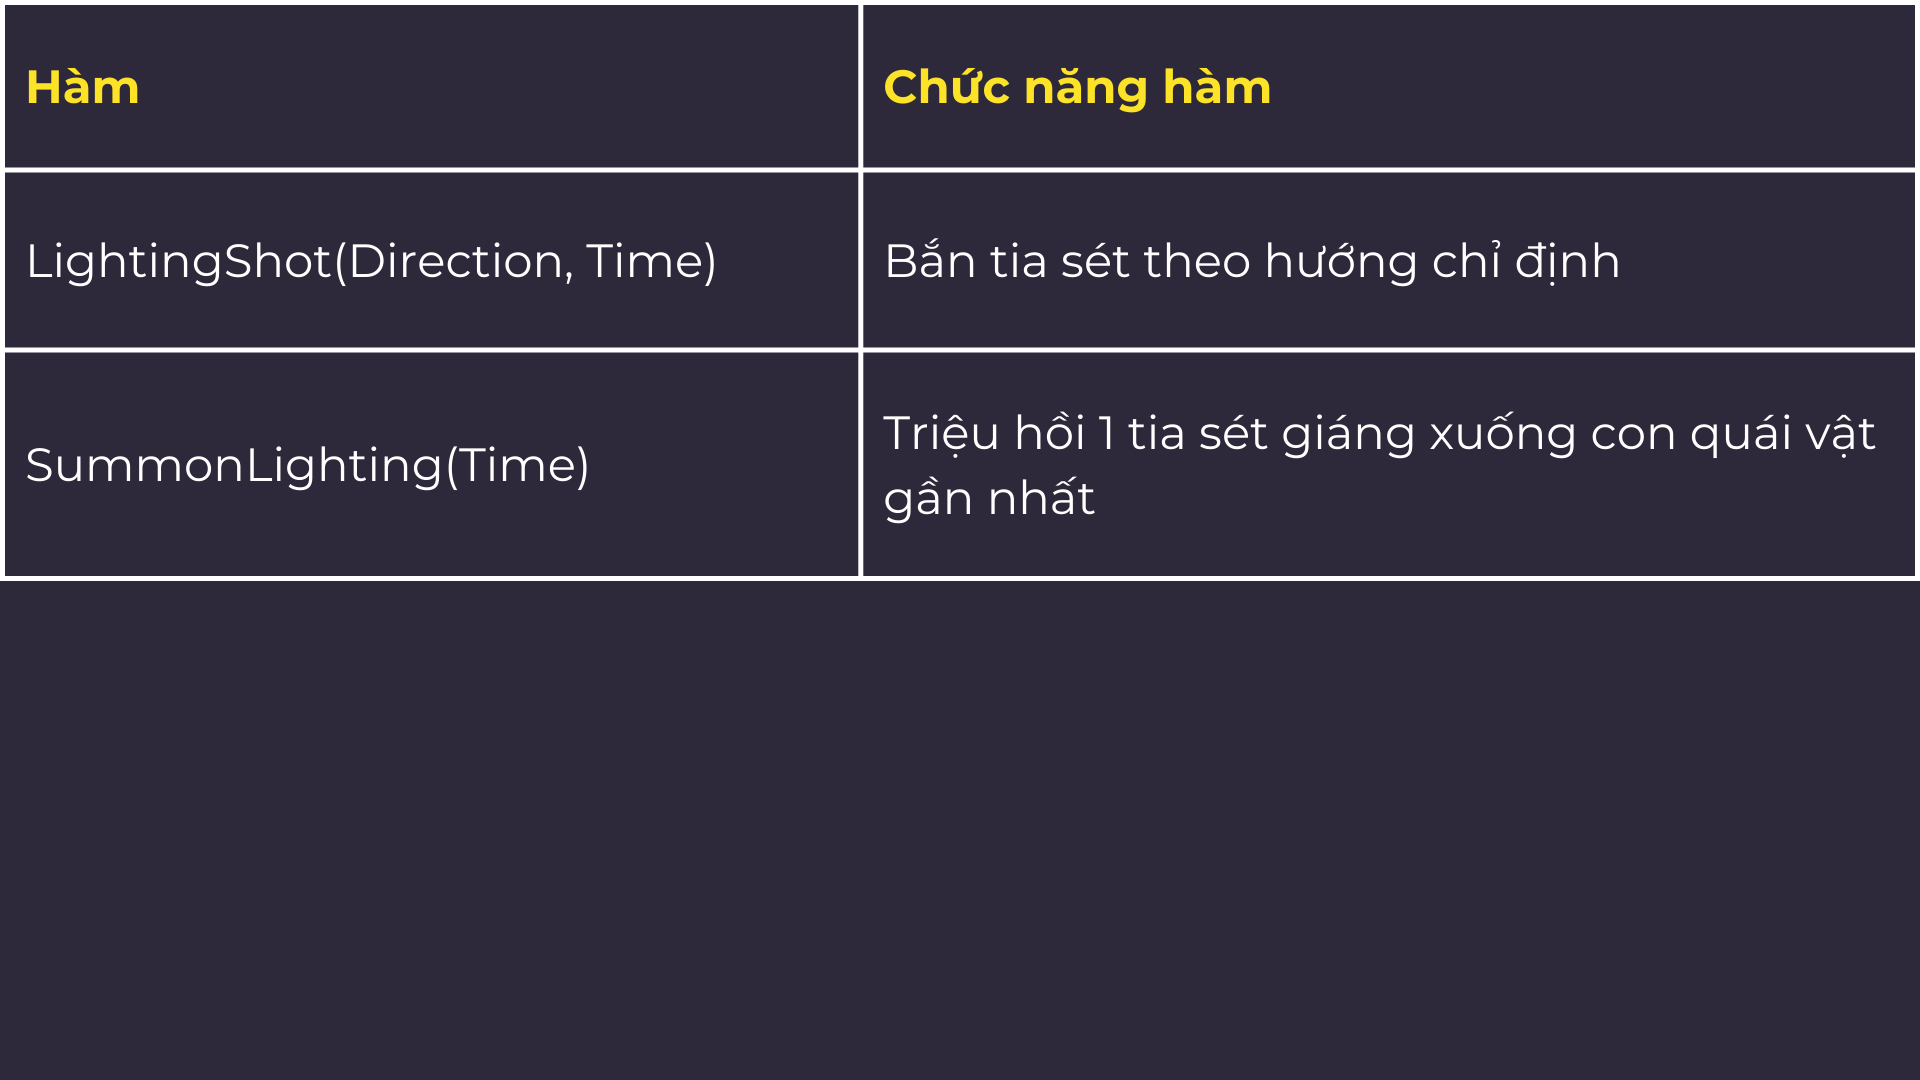 Hàm
Chức năng hàm
LightingShot(Direction, Time)
Bắn tia sét theo hướng chỉ định
SummonLighting(Time)
Triệu hồi 1 tia sét giáng xuống con quái vật
gần nhất